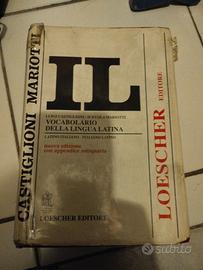 CASTIGLIONI MARIOTTI
IL
LUIGI CASTIGLIONI - SCEVOLA MARIOTTI
VOCABOLARIO
DELLA LINGUA LATINA
LATINO-ITALIANO · ITALIANO-LATINO
nuova edizione
con appendice antiquaria
LOESCHER EDITORE
LOESCHER EDITORE
Subito